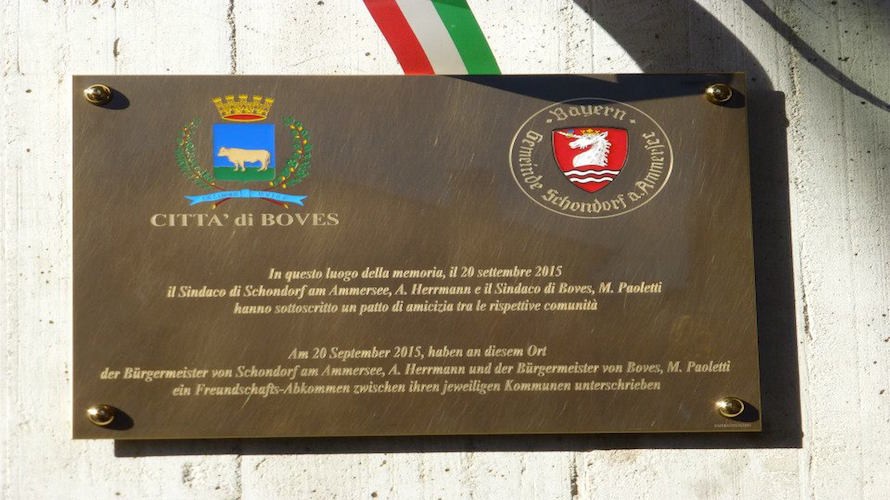 CITTA' di BOVES
Bayern
Gemeinde Schondorf a. Ammersee
In questo luogo della memoria, il 20 settembre 2015
il Sindaco di Schondorf am Ammersee, A. Herrmann e il Sindaco di Boves, M. Paoletti
hanno sottoscritto un patto di amicizia tra le rispettive comunità
Am 20 September 2015, haben an diesem Ort
der Bürgermeister von Schondorf am Ammersee, A. Herrmann und der Bürgermeister von Boves, M. Paoletti
ein Freundschafts-Abkommen zwischen ihren jeweiligen Kommunen unterschrieben